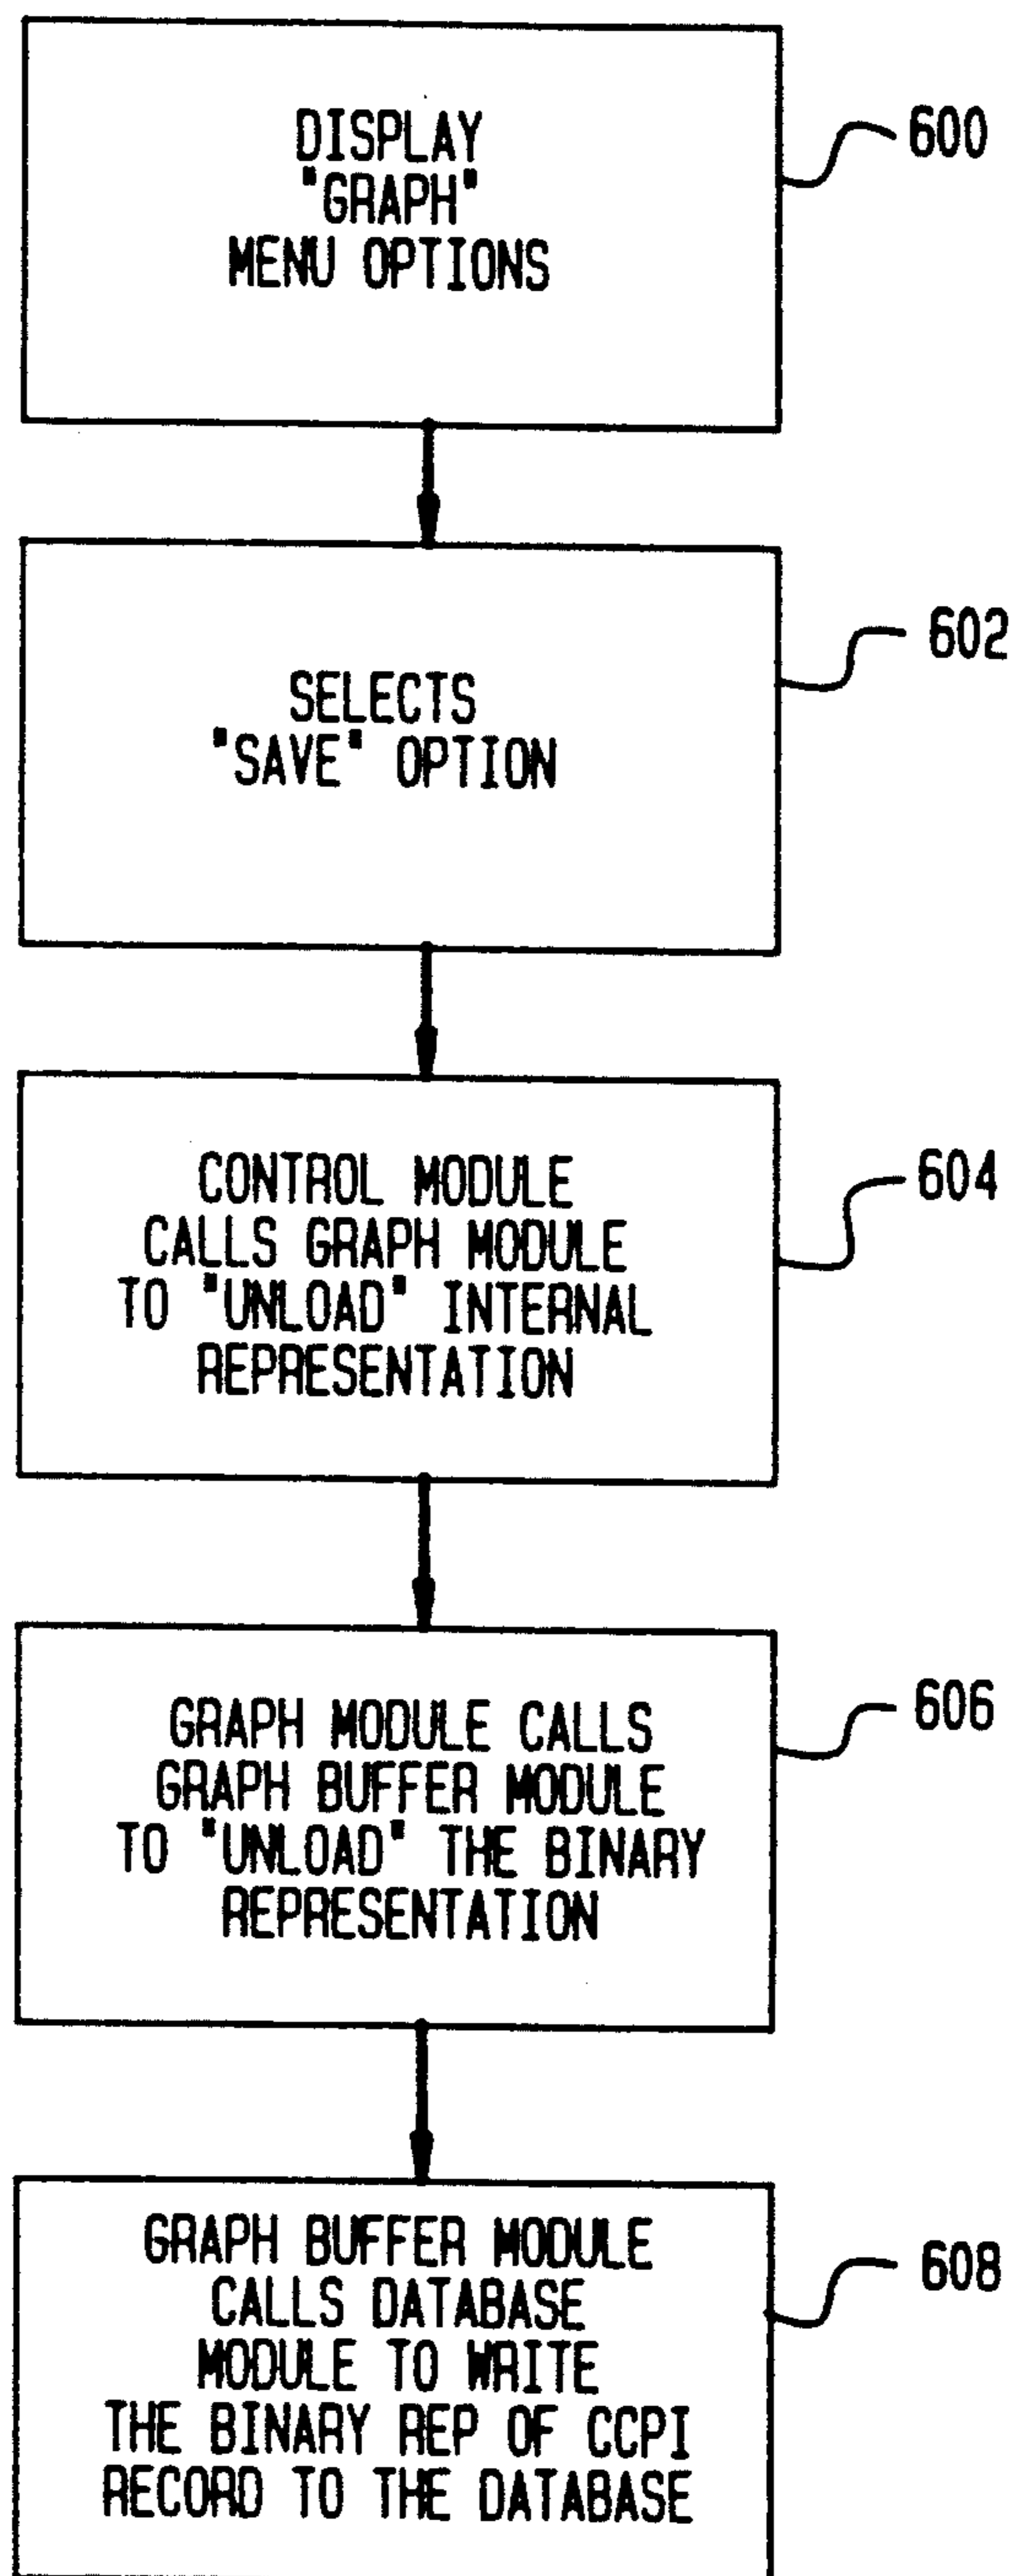 DISPLAY
"GRAPH"
MENU OPTIONS
600
SELECTS
"SAVE" OPTION
602
CONTROL MODULE
CALLS GRAPH MODULE
TO "UNLOAD" INTERNAL
REPRESENTATION
604
GRAPH MODULE CALLS
GRAPH BUFFER MODULE
TO "UNLOAD" THE BINARY
REPRESENTATION
606
GRAPH BUFFER MODULE
CALLS DATABASE
MODULE TO WRITE
THE BINARY REP OF CCPI
RECORD TO THE DATABASE
608